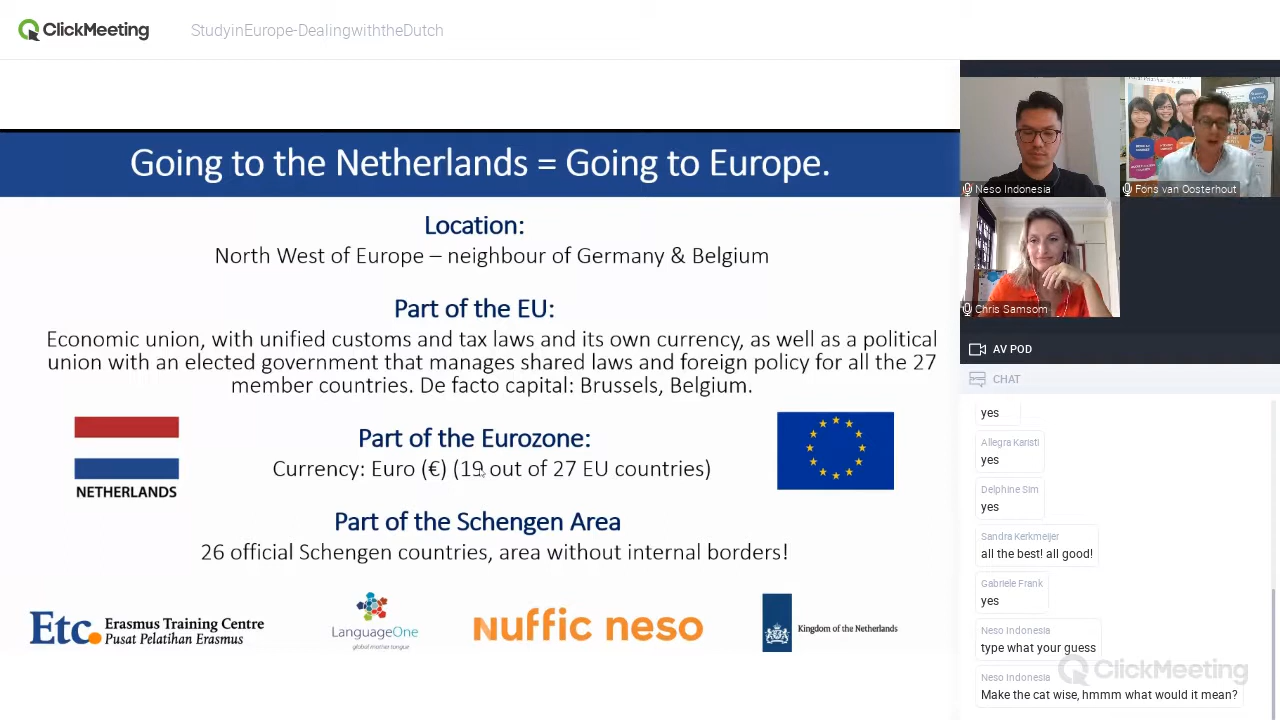 ClickMeeting
StudyinEurope-DealingwiththeDutch
Going to the Netherlands = Going to Europe.
Location:
North West of Europe – neighbour of Germany & Belgium
Part of the EU:
Economic union, with unified customs and tax laws and its own currency, as well as a political
union with an elected government that manages shared laws and foreign policy for all the 27
member countries. De facto capital: Brussels, Belgium.
NETHERLANDS
Part of the Eurozone:
Currency: Euro (€) (19 out of 27 EU countries)
Part of the Schengen Area
26 official Schengen countries, area without internal borders!
Etc. Erasmus Training Centre
Pusat Pelatihan Erasmus
LanguageOne
global mother tongue
nuffic neso
Kingdom of the Netherlands
Neso Indonesia
Fons van Oosterhout
Chris Samsom
AV POD
CHAT
yes
Allegra Karisti
yes
Delphine Sim
yes
Sandra Kerkmeijer
all the best! all good!
Gabriele Frank
yes
Neso Indonesia
type what your guess
Neso Indonesia
Make the cat wise, hmmm what would it mean?
ClickMeeting